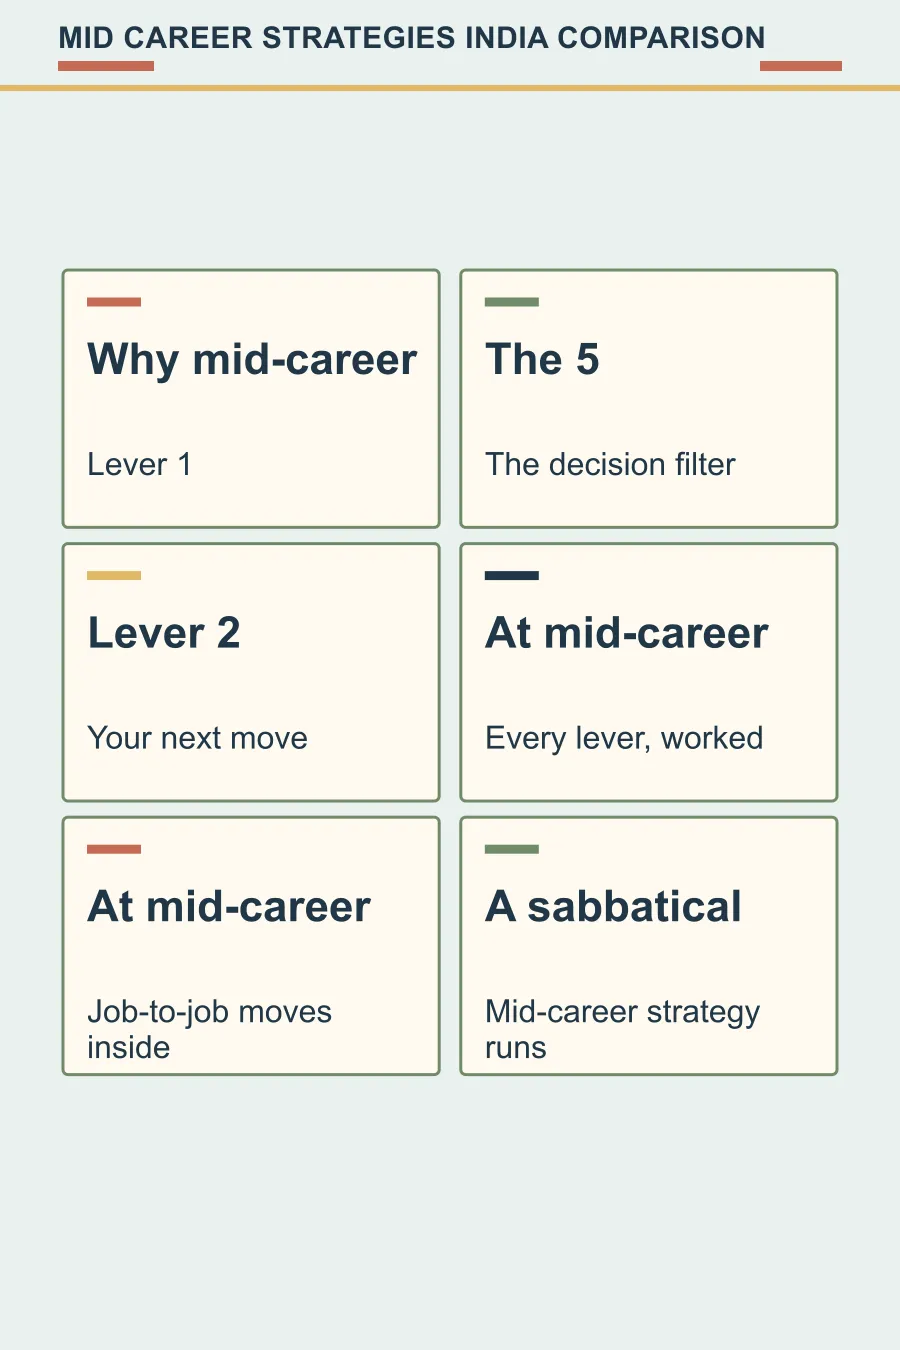 MID CAREER STRATEGIES INDIA COMPARISON
Why mid-career
Lever 1
The 5
The decision filter
Lever 2
Your next move
At mid-career
Every lever, worked
At mid-career
Job-to-job moves
inside
A sabbatical
Mid-career strategy
runs